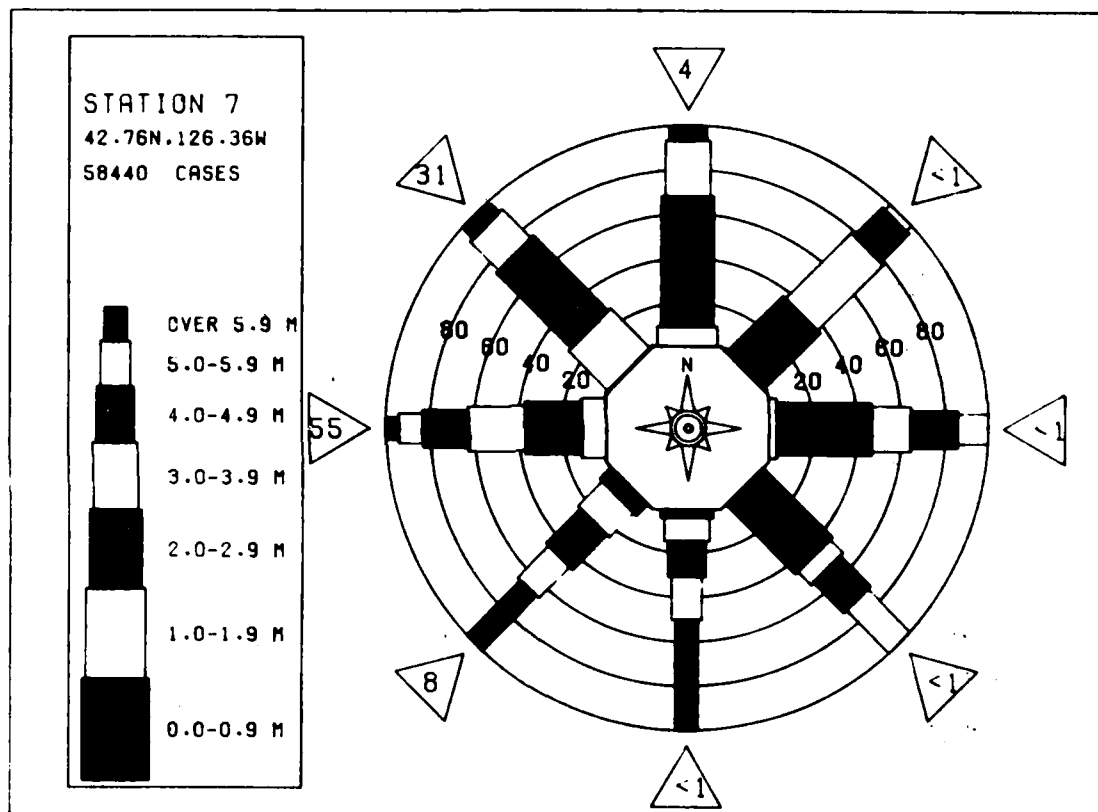 STATION 7
42.76N,126.36W
58440 CASES
OVER 5.9 M
5.0-5.9 M
4.0-4.9 M
3.0-3.9 M
2.0-2.9 M
1.0-1.9 M
0.0-0.9 M
4
31
<1
80
60
40
20
N
20
40
60
80
55
<1
8
<1
<1